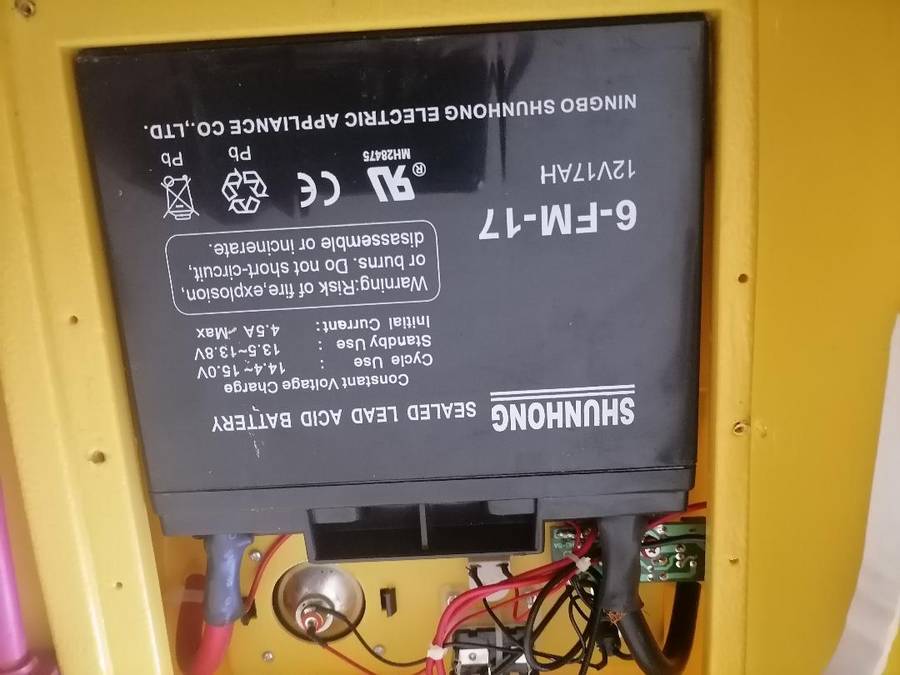 SHUNHONG SEALED LEAD ACID BATTERY
Constant Voltage Charge
Cycle Use : 14.4~15.0V
Standby Use : 13.5~13.8V
Initial Current: 4.5A Max
Warning:Risk of fire,explosion,
or burns. Do not short-circuit,
disassemble or incinerate.
6-FM-17
12V17AH
MH28475
Pb
Pb
NINGBO SHUNHONG ELECTRIC APPLIANCE CO.,LTD.